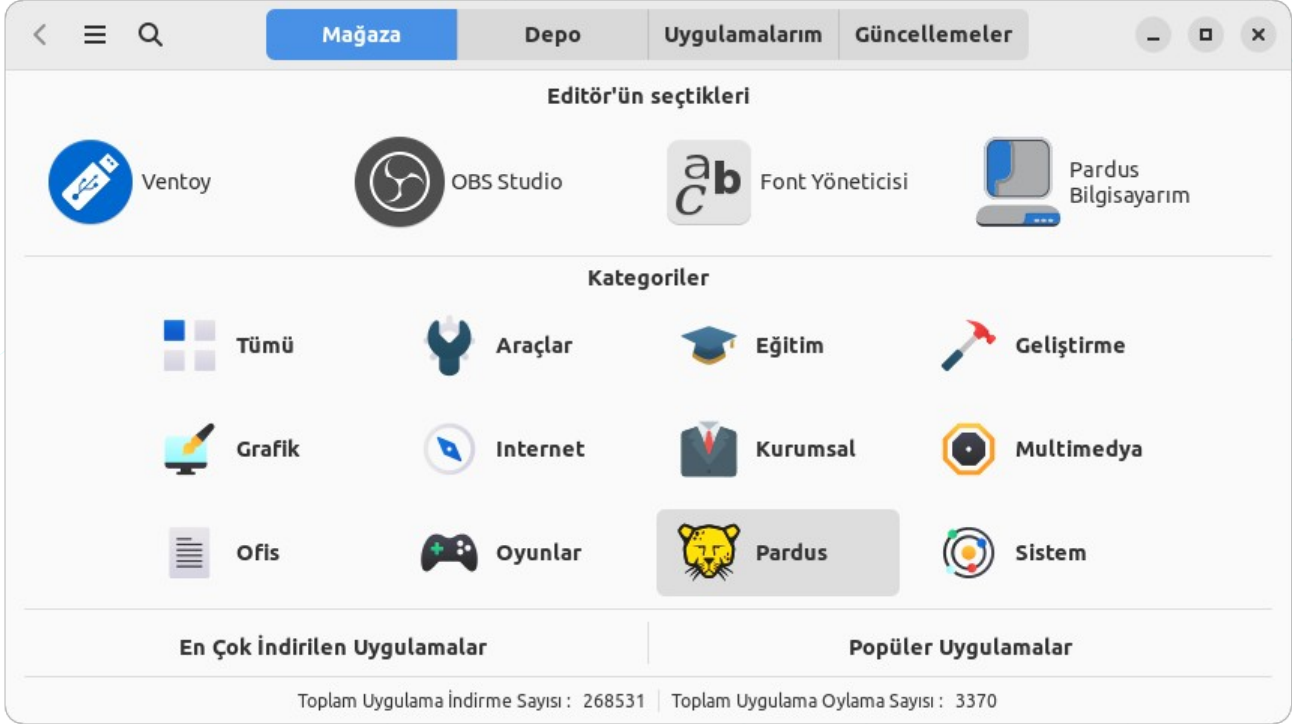 Mağaza Depo Uygulamalarım Güncellemeler
Editör'ün seçtikleri
Ventoy
OBS Studio
a b c
Font Yöneticisi
Pardus
Bilgisayarım
Kategoriler
Tümü Araçlar Eğitim Geliştirme
Grafik Internet Kurumsal Multimedya
Ofis Oyunlar Pardus Sistem
En Çok İndirilen Uygulamalar Popüler Uygulamalar
Toplam Uygulama İndirme Sayısı : 268531 Toplam Uygulama Oylama Sayısı : 3370